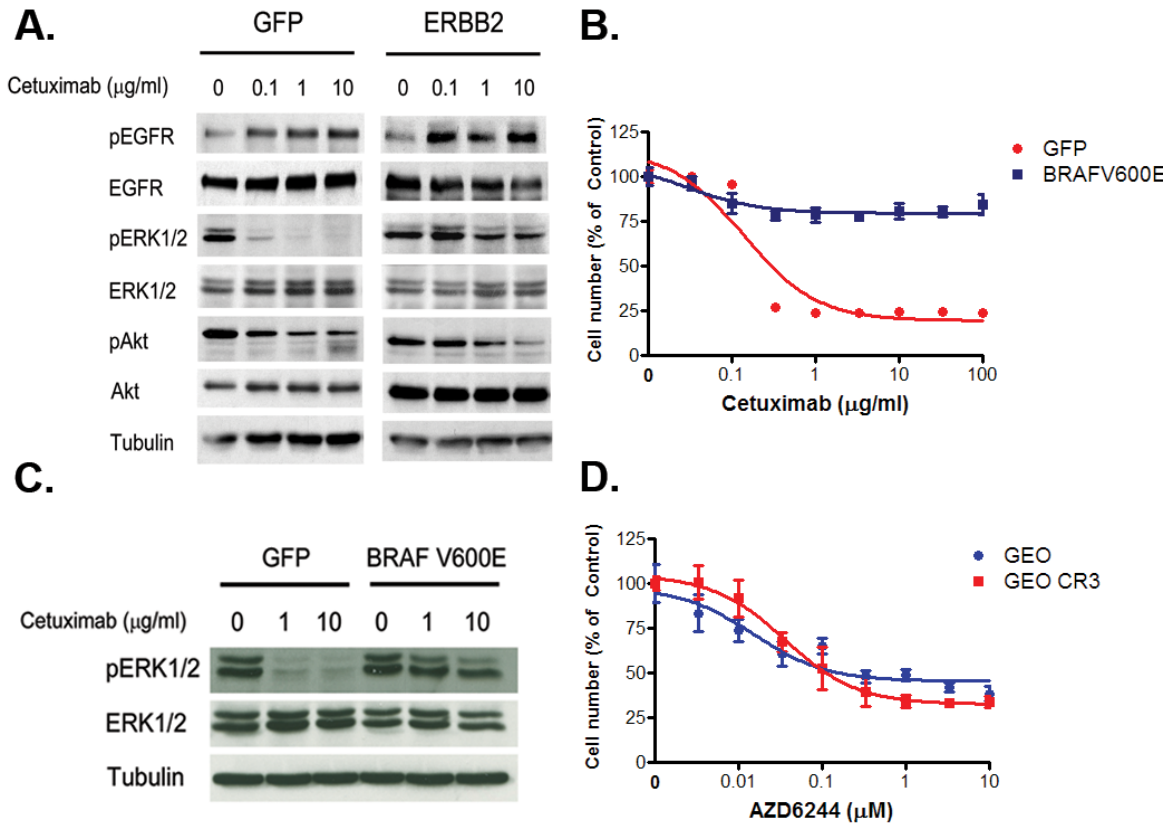 A.
GFP ERBB2
Cetuximab (μg/ml) 0 0.1 1 10 0 0.1 1 10
pEGFR
EGFR
pERK1/2
ERK1/2
pAkt
Akt
Tubulin
B.
GFP
BRAFV600E
Cell number (% of Control)
125
100
75
50
25
0
0 0.1 1 10 100
Cetuximab (μg/ml)
C.
GFP BRAF V600E
Cetuximab (μg/ml) 0 1 10 0 1 10
pERK1/2
ERK1/2
Tubulin
D.
GEO
GEO CR3
Cell number (% of Control)
125
100
75
50
25
0
0 0.01 0.1 1 10
AZD6244 (μM)